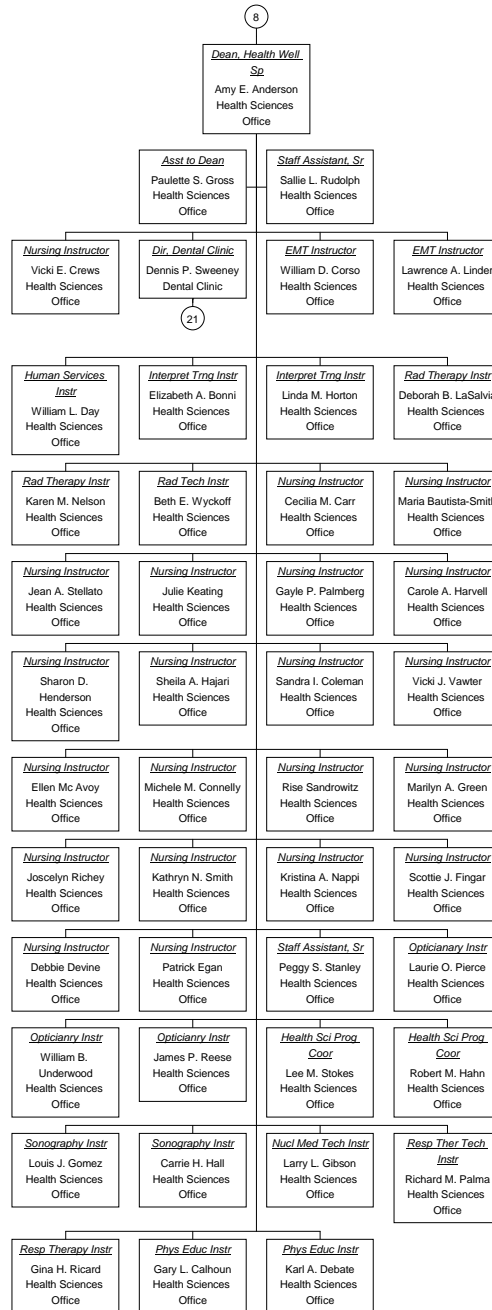 8
Dean, Health Well
Sp
Amy E. Anderson
Health Sciences
Office
Asst to Dean
Paulette S. Gross
Health Sciences
Office
Staff Assistant, Sr
Sallie L. Rudolph
Health Sciences
Office
Nursing Instructor
Vicki E. Crews
Health Sciences
Office
Dir, Dental Clinic
Dennis P. Sweeney
Dental Clinic
21
EMT Instructor
William D. Corso
Health Sciences
Office
EMT Instructor
Lawrence A. Linder
Health Sciences
Office
Human Services
Instr
William L. Day
Health Sciences
Office
Interpret Trng Instr
Elizabeth A. Bonni
Health Sciences
Office
Interpret Trng Instr
Linda M. Horton
Health Sciences
Office
Rad Therapy Instr
Deborah B. LaSalvia
Health Sciences
Office
Rad Therapy Instr
Karen M. Nelson
Health Sciences
Office
Rad Tech Instr
Beth E. Wyckoff
Health Sciences
Office
Nursing Instructor
Cecilia M. Carr
Health Sciences
Office
Nursing Instructor
Maria Bautista-Smith
Health Sciences
Office
Nursing Instructor
Jean A. Stellato
Health Sciences
Office
Nursing Instructor
Julie Keating
Health Sciences
Office
Nursing Instructor
Gayle P. Palmberg
Health Sciences
Office
Nursing Instructor
Carole A. Harvell
Health Sciences
Office
Nursing Instructor
Sharon D.
Henderson
Health Sciences
Office
Nursing Instructor
Sheila A. Hajari
Health Sciences
Office
Nursing Instructor
Sandra I. Coleman
Health Sciences
Office
Nursing Instructor
Vicki J. Vawter
Health Sciences
Office
Nursing Instructor
Ellen Mc Avoy
Health Sciences
Office
Nursing Instructor
Michele M. Connelly
Health Sciences
Office
Nursing Instructor
Rise Sandrowitz
Health Sciences
Office
Nursing Instructor
Marilyn A. Green
Health Sciences
Office
Nursing Instructor
Joscelyn Richey
Health Sciences
Office
Nursing Instructor
Kathryn N. Smith
Health Sciences
Office
Nursing Instructor
Kristina A. Nappi
Health Sciences
Office
Nursing Instructor
Scottie J. Fingar
Health Sciences
Office
Nursing Instructor
Debbie Devine
Health Sciences
Office
Nursing Instructor
Patrick Egan
Health Sciences
Office
Staff Assistant, Sr
Peggy S. Stanley
Health Sciences
Office
Opticianary Instr
Laurie O. Pierce
Health Sciences
Office
Opticianry Instr
William B.
Underwood
Health Sciences
Office
Opticianry Instr
James P. Reese
Health Sciences
Office
Health Sci Prog
Coor
Lee M. Stokes
Health Sciences
Office
Health Sci Prog
Coor
Robert M. Hahn
Health Sciences
Office
Sonography Instr
Louis J. Gomez
Health Sciences
Office
Sonography Instr
Carrie H. Hall
Health Sciences
Office
Nucl Med Tech Instr
Larry L. Gibson
Health Sciences
Office
Resp Ther Tech
Instr
Richard M. Palma
Health Sciences
Office
Resp Therapy Instr
Gina H. Ricard
Health Sciences
Office
Phys Educ Instr
Gary L. Calhoun
Health Sciences
Office
Phys Educ Instr
Karl A. Debate
Health Sciences
Office